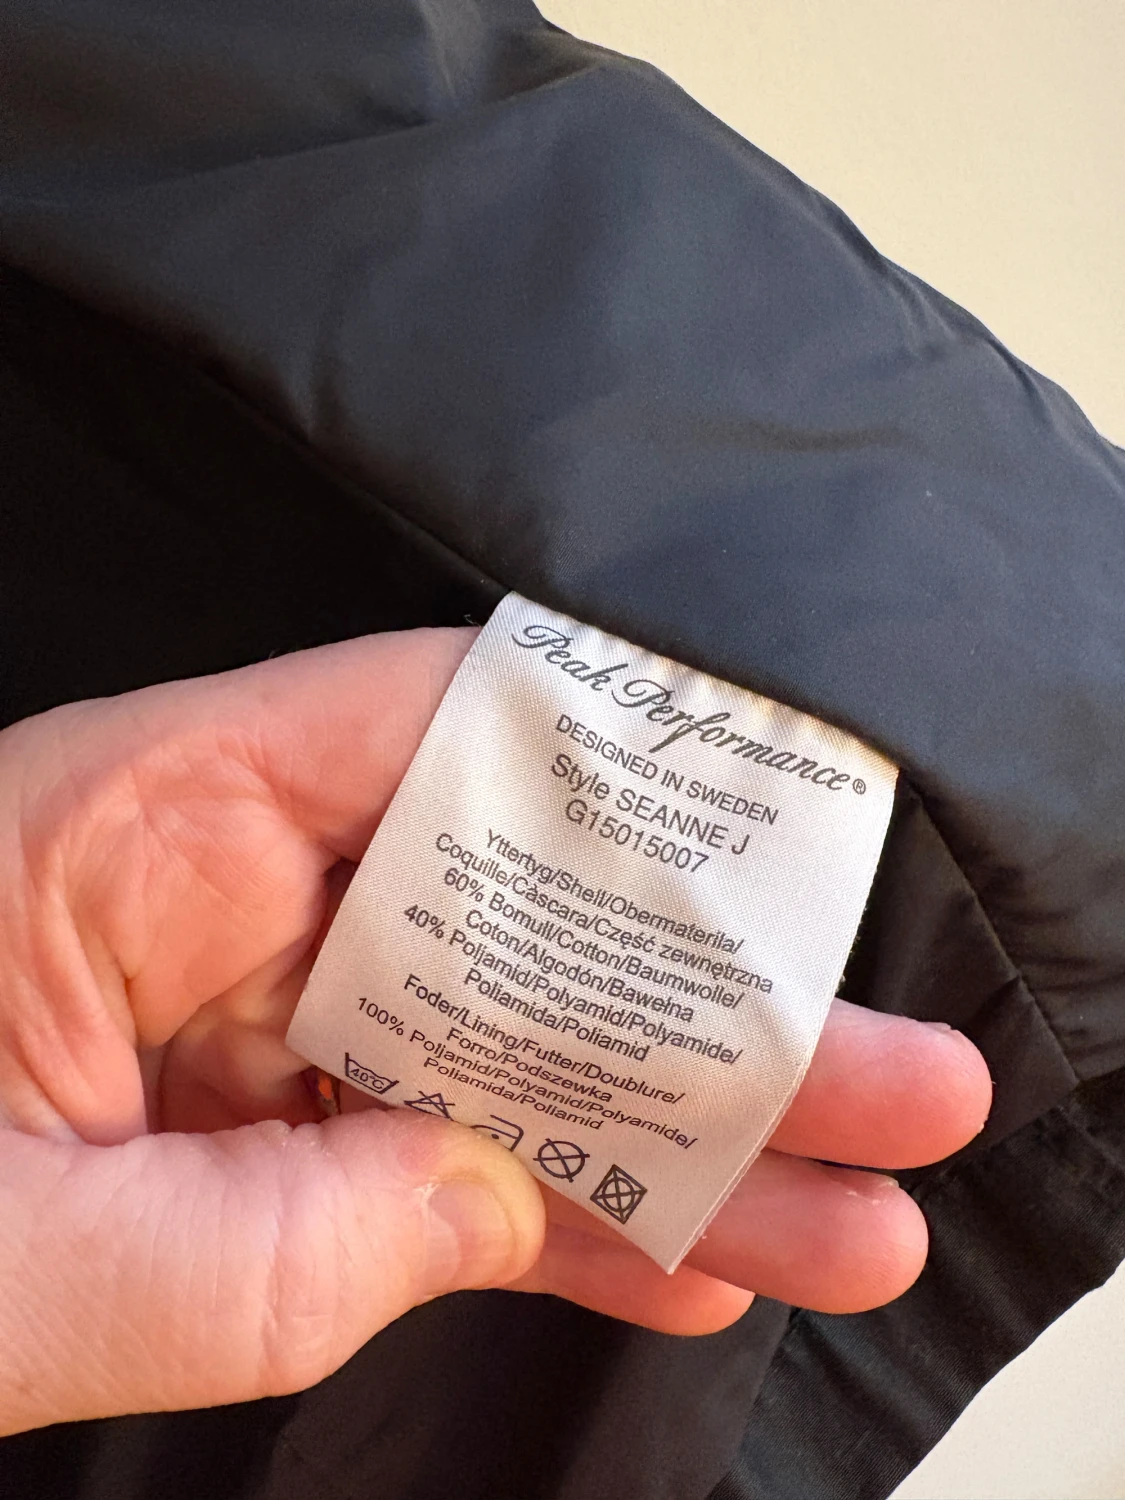 Peak Performance®
DESIGNED IN SWEDEN
Style SEANNE J
G15015007
Yttertyg/Shell/Obermaterila/
Coquille/Càscara/Część zewnętrzna
60% Bomull/Cotton/Baumwolle/
Coton/Algodón/Bawełna
40% Poljamid/Polyamid/Polyamide/
Poliamida/Poliamid
Foder/Lining/Futter/Doublure/
Forro/Podszewka
100% Poljamid/Polyamid/Polyamide/
Poliamida/Poliamid
40°C